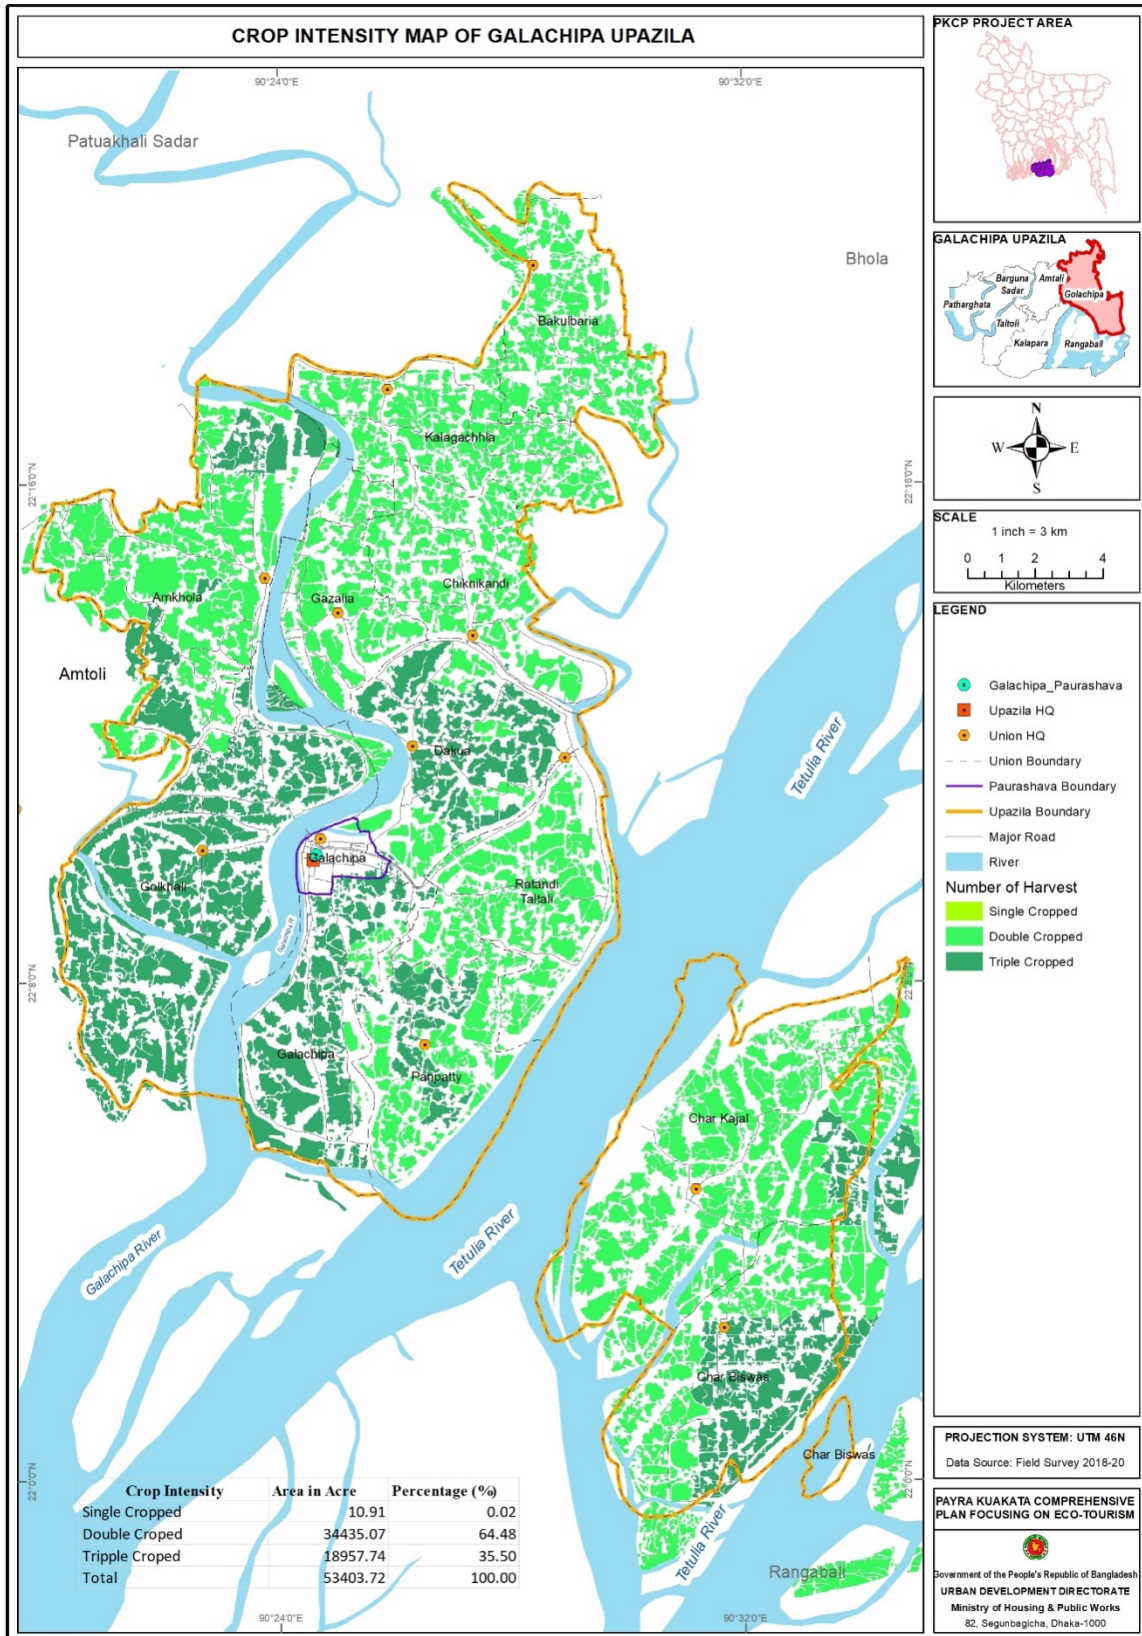 CROP INTENSITY MAP OF GALACHIPA UPAZILA
90°24'0"E
90°32'0"E
Patuakhali Sadar
Bhola
Bakulbaria
Kalagachhia
22°16'0"N
22°16'0"N
Chiknikandi
Amkhola
Gazalia
Amtoli
Tetulia River
Dakua
Galachipa
Golkhali
Ratandi
Taltali
Galachipa R
22°8'0"N
Galachipa
Panpatty
Char Kajal
Tetulia River
Galachipa River
Char Biswas
Char Biswas
22°0'0"N
22°0'0"N
Tetulia River
Rangabali
Crop Intensity Area in Acre Percentage (%)
Single Cropped 10.91 0.02
Double Croped 34435.07 64.48
Tripple Croped 18957.74 35.50
Total 53403.72 100.00
90°24'0"E
90°32'0"E
PKCP PROJECT AREA
GALACHIPA UPAZILA
Barguna
Sadar
Amtali
Golachipa
Patharghata
Taltoli
Kalapara
Rangabali
N
W
E
S
SCALE
1 inch = 3 km
0 1 2 4
Kilometers
LEGEND
Galachipa_Paurashava
Upazila HQ
Union HQ
Union Boundary
Paurashava Boundary
Upazila Boundary
Major Road
River
Number of Harvest
Single Cropped
Double Cropped
Triple Cropped
PROJECTION SYSTEM: UTM 46N
Data Source: Field Survey 2018-20
PAYRA KUAKATA COMPREHENSIVE
PLAN FOCUSING ON ECO-TOURISM
Government of the People's Republic of Bangladesh
URBAN DEVELOPMENT DIRECTORATE
Ministry of Housing & Public Works
82, Segunbagicha, Dhaka-1000